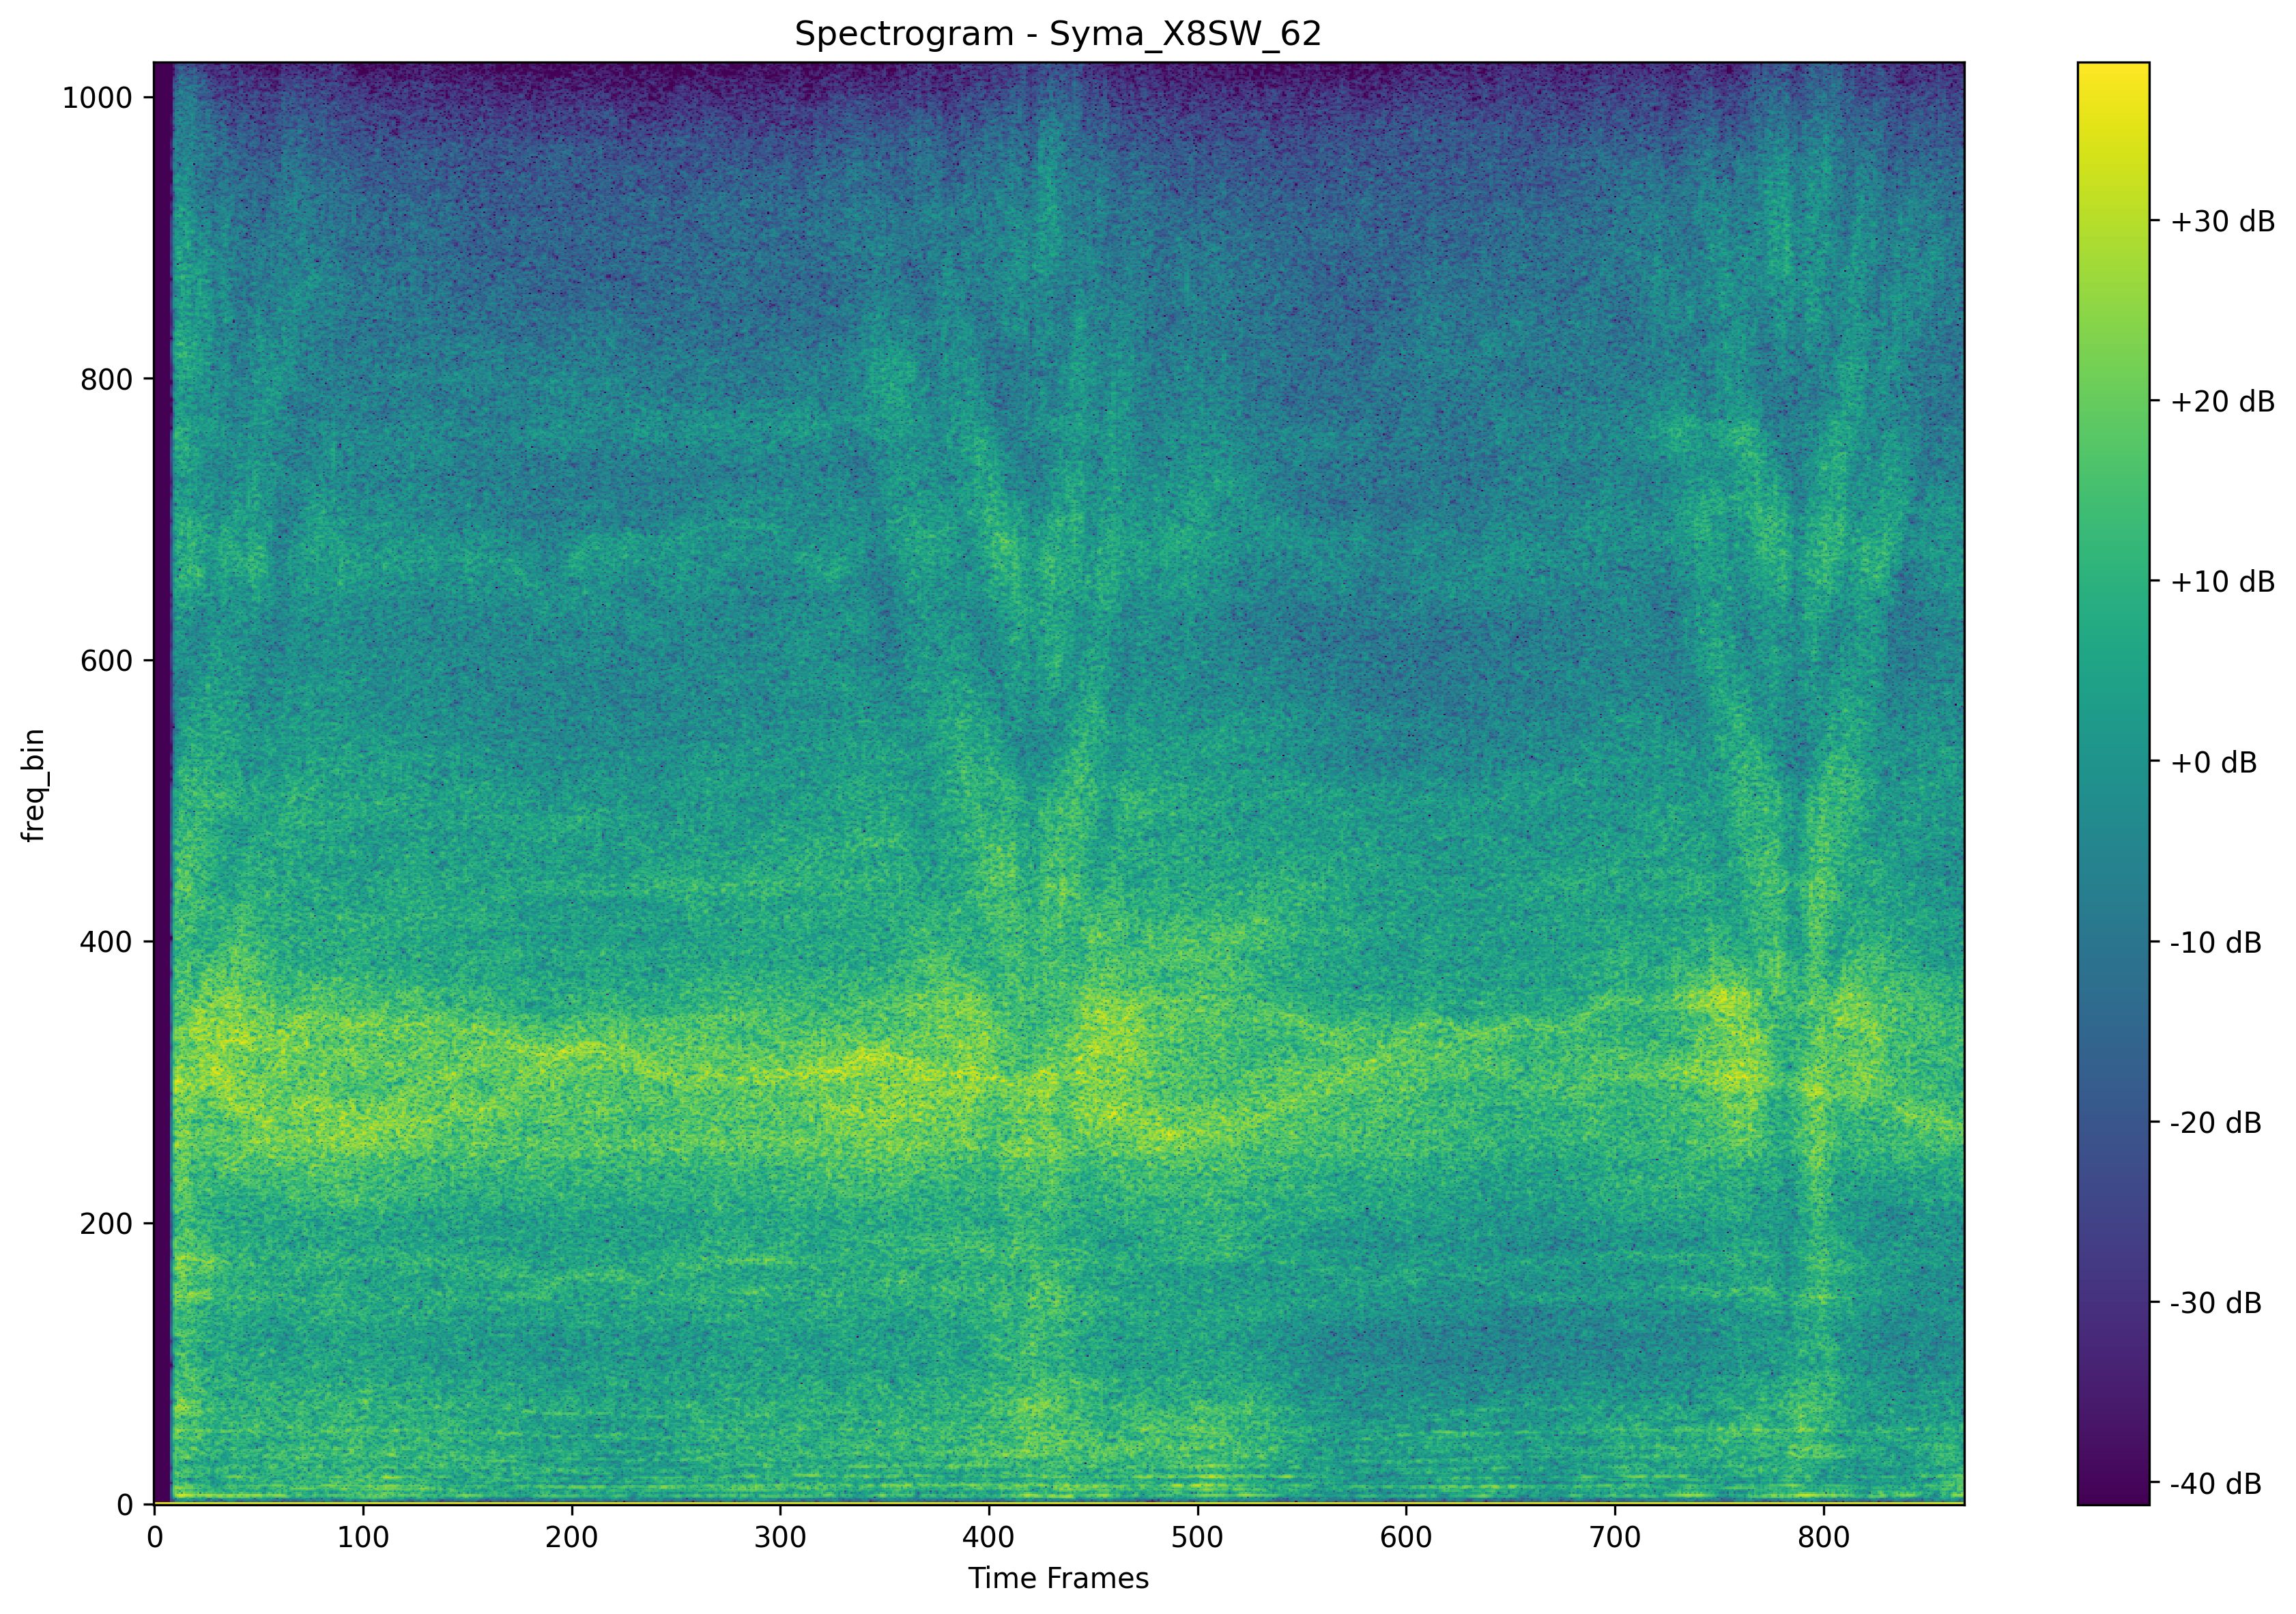 Spectrogram - Syma_X8SW_62
freq_bin
1000
800
600
400
200
0
0 100 200 300 400 500 600 700 800
Time Frames
+30 dB
+20 dB
+10 dB
+0 dB
-10 dB
-20 dB
-30 dB
-40 dB